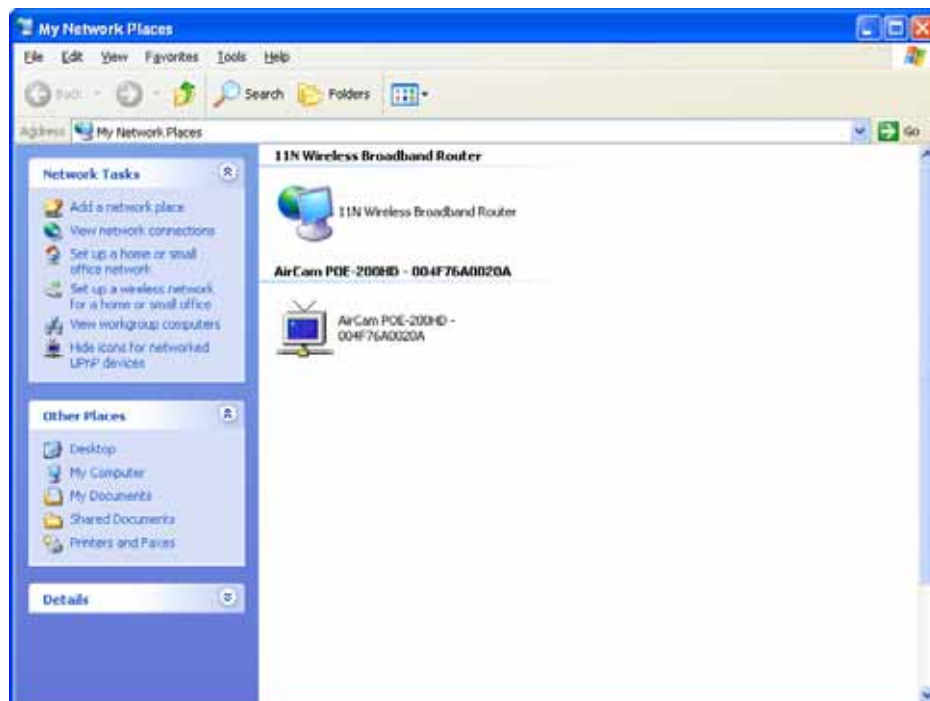 My Network Places
File Edit View Favorites Tools Help
Back Search Folders
Address My Network Places Go
Network Tasks
Add a network place
View network connections
Set up a home or small
office network
Set up a wireless network
for a home or small office
View workgroup computers
Hide icons for networked
UPnP devices
Other Places
Desktop
My Computer
My Documents
Shared Documents
Printers and Faxes
Details
11N Wireless Broadband Router
11N Wireless Broadband Router
AirCam POE-200HD - 004F76A0020A
AirCam POE-200HD -
004F76A0020A